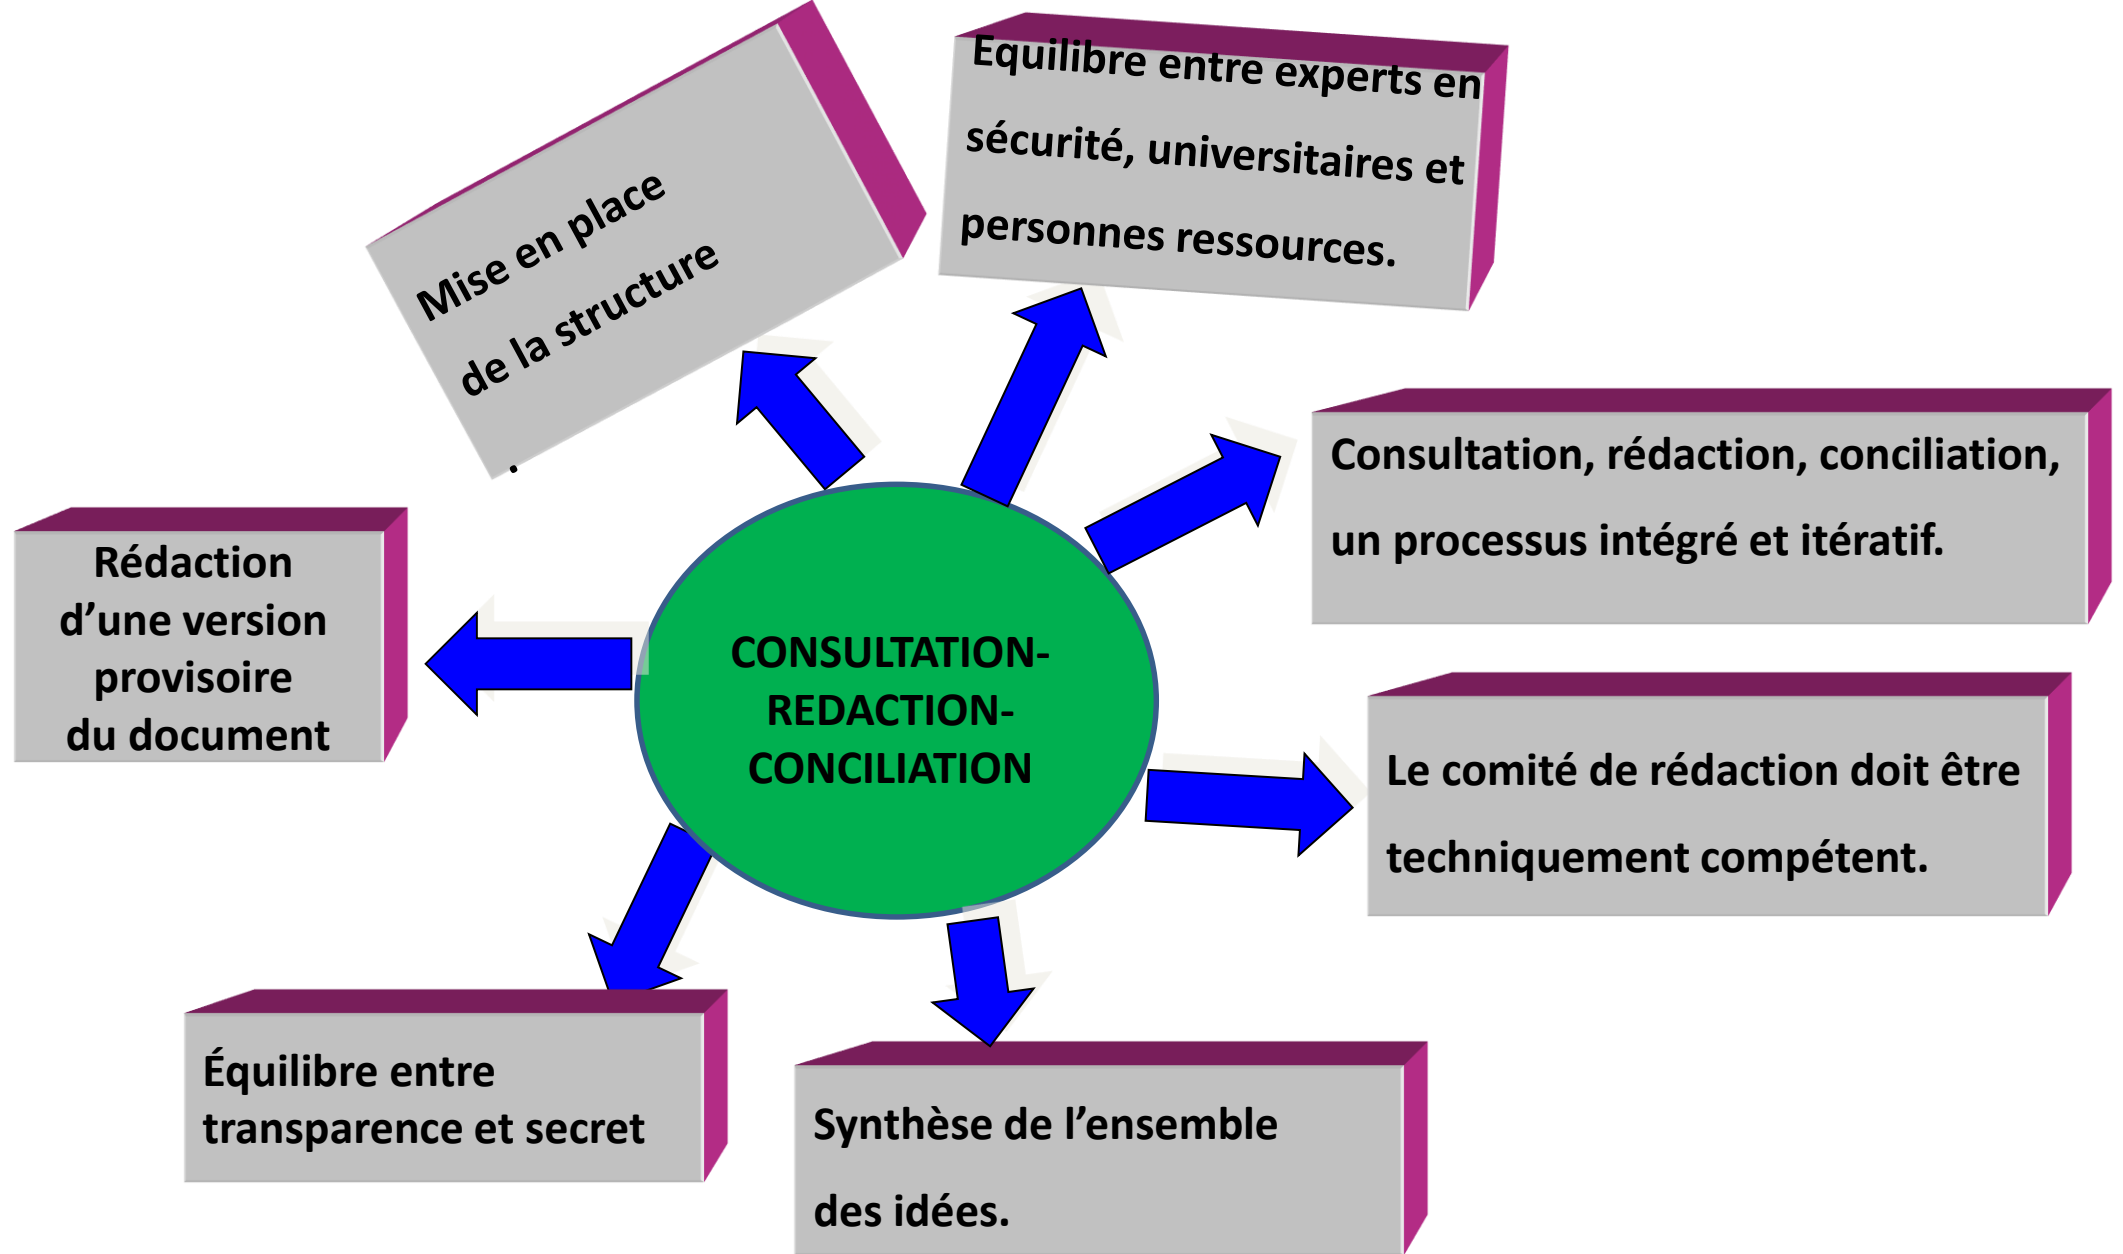 Mise en place
de la structure
.
Equilibre entre experts en
sécurité, universitaires et
personnes ressources.
Consultation, rédaction, conciliation,
un processus intégré et itératif.
Rédaction
d’une version
provisoire
du document
CONSULTATION-
REDACTION-
CONCILIATION
Le comité de rédaction doit être
techniquement compétent.
Équilibre entre
transparence et secret
Synthèse de l’ensemble
des idées.